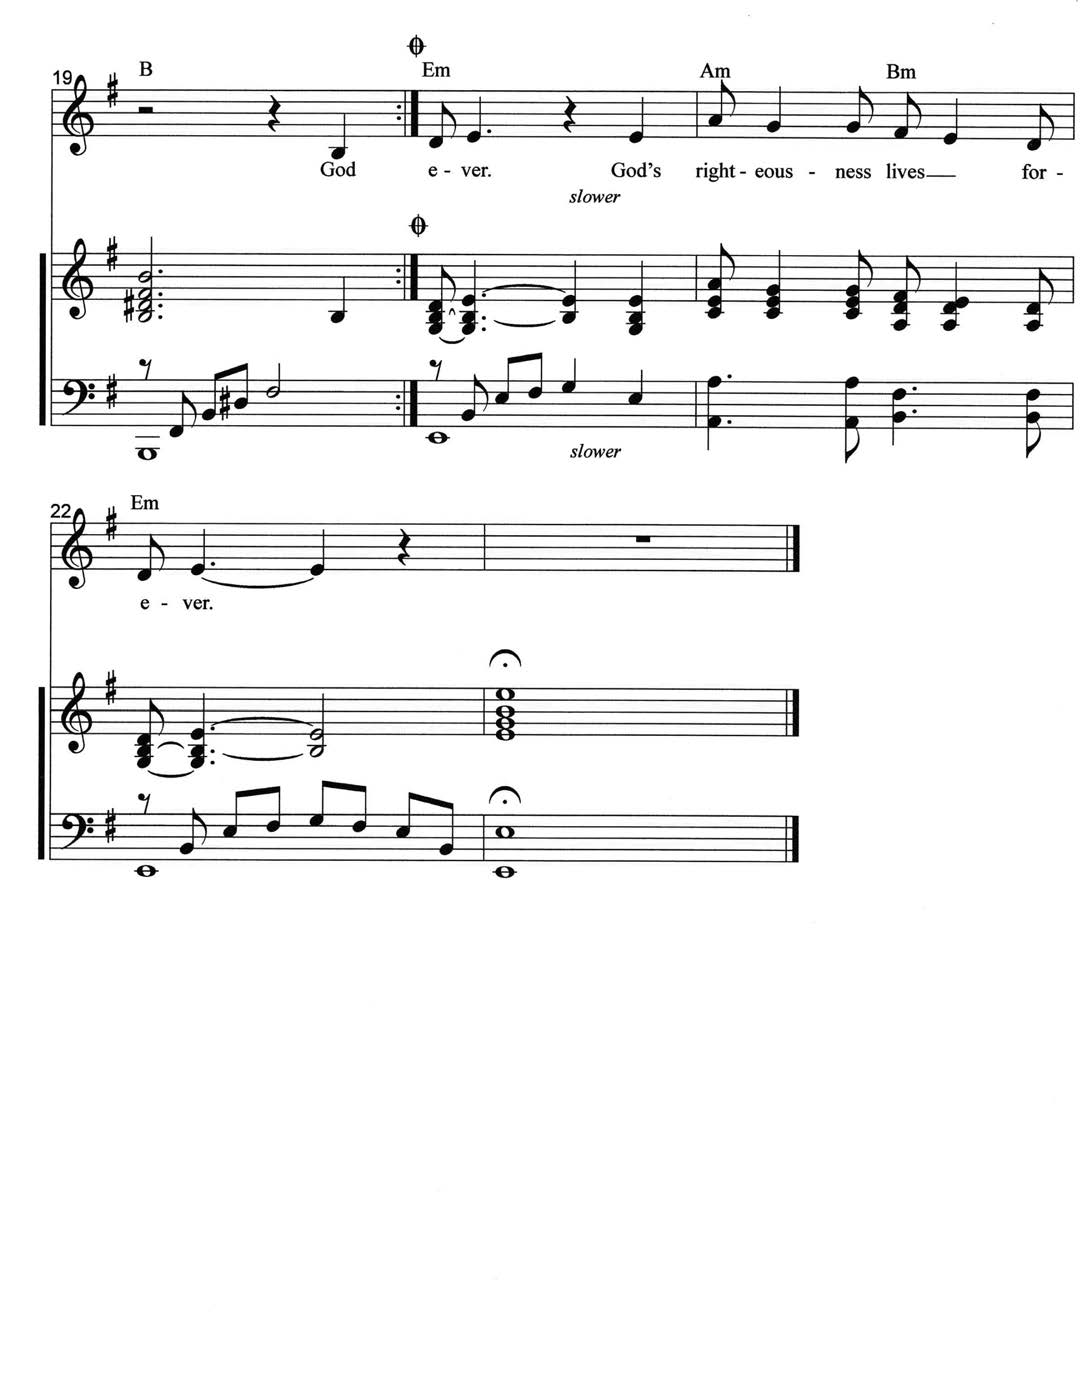 19 B Em Am Bm
God e - ver. God's right - eous - ness lives for -
slower
slower
22 Em
e - ver.